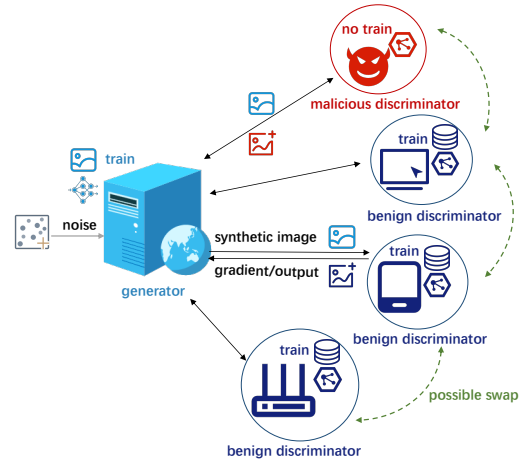 no train
malicious discriminator
train
train
benign discriminator
noise
synthetic image
gradient/output
train
generator
benign discriminator
train
possible swap
benign discriminator